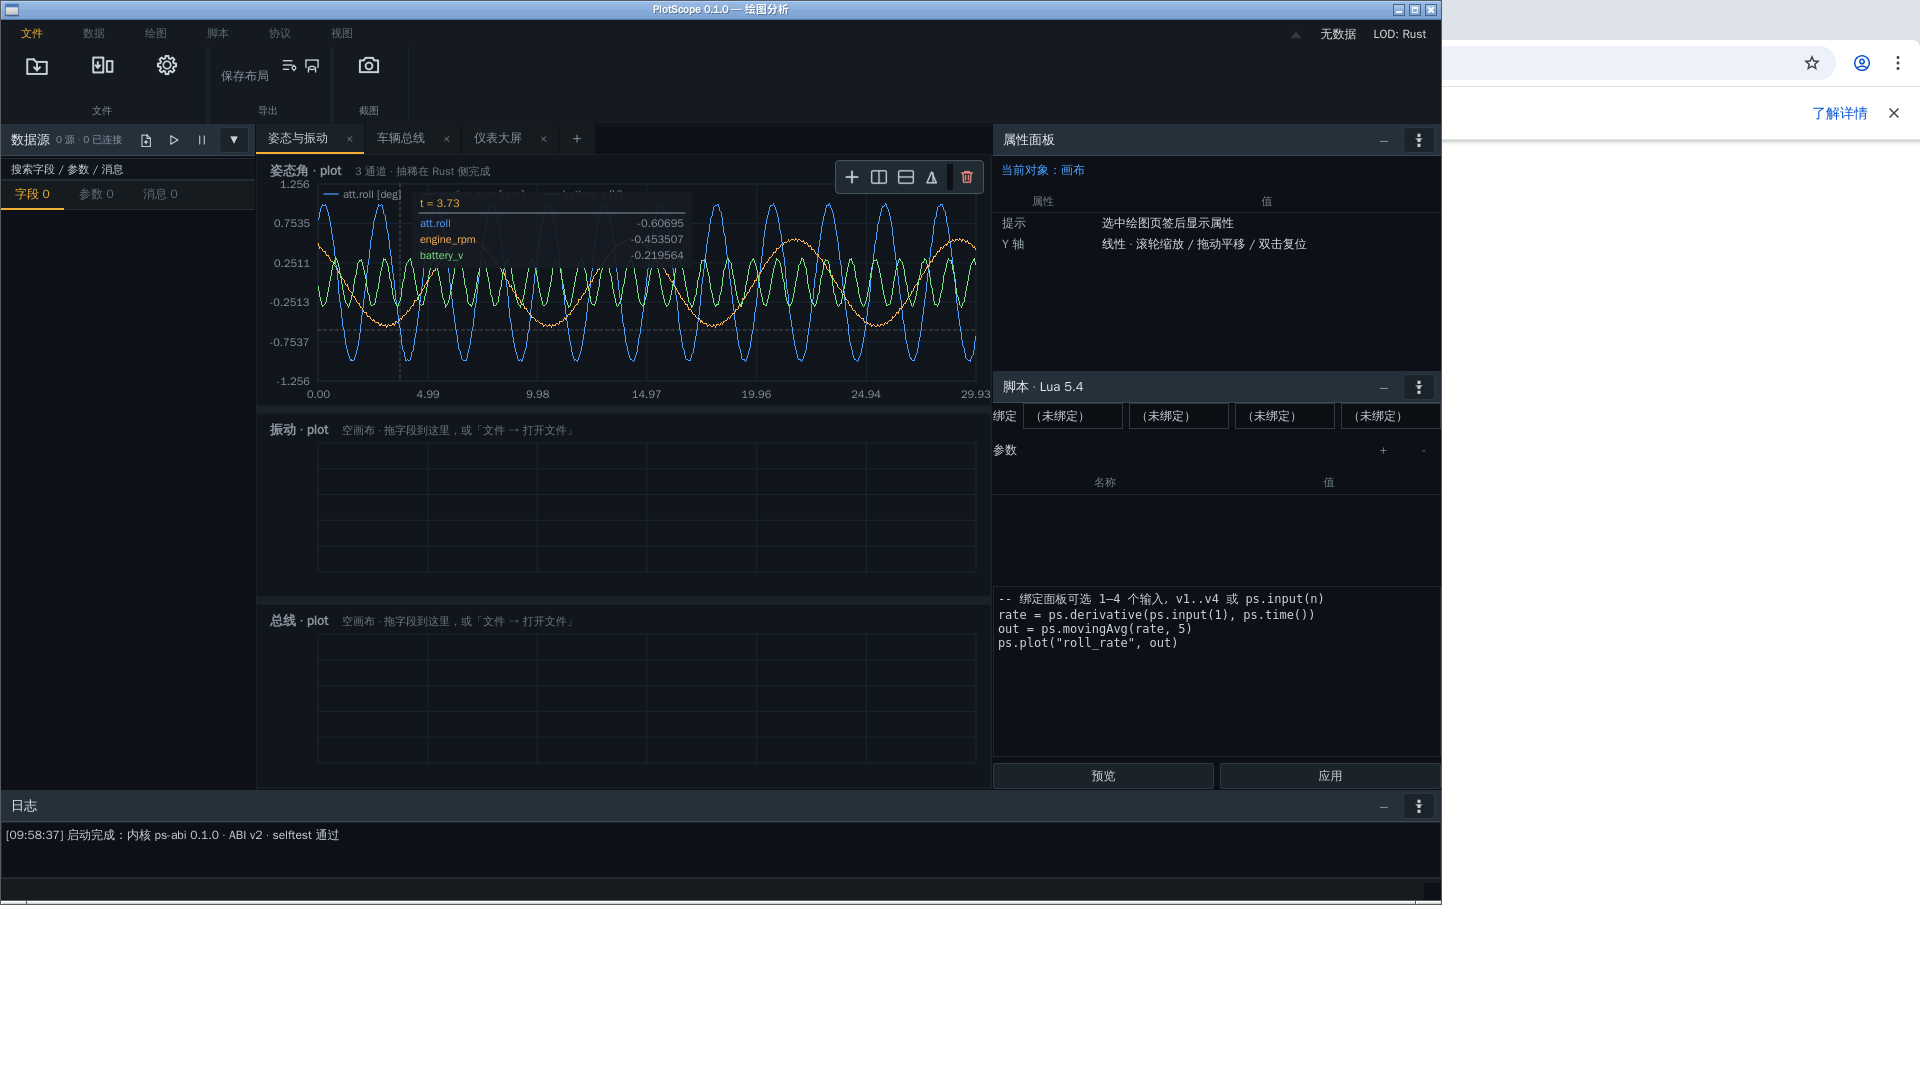 PlotScope 0.1.0 — 绘图分析
文件 数据 绘图 脚本 协议 视图
无数据 LOD: Rust
保存布局
文件 导出 截图
了解详情
数据源 0 源 · 0 已连接
搜索字段 / 参数 / 消息
字段 0 参数 0 消息 0
姿态与振动 × 车辆总线 × 仪表大屏 × +
姿态角 · plot 3 通道 · 抽稀在 Rust 侧完成
att.roll [deg]
t = 3.73
att.roll -0.60695
engine_rpm -0.453507
battery_v -0.219564
1.256
0.7535
0.2511
-0.2513
-0.7537
-1.256
0.00 4.99 9.98 14.97 19.96 24.94 29.93
振动 · plot 空画布 · 拖字段到这里，或「文件 → 打开文件」
总线 · plot 空画布 · 拖字段到这里，或「文件 → 打开文件」
属性面板
当前对象：画布
属性 值
提示 选中绘图页签后显示属性
Y 轴 线性 · 滚轮缩放 / 拖动平移 / 双击复位
脚本 · Lua 5.4
绑定 （未绑定） （未绑定） （未绑定） （未绑定）
参数 + -
名称 值
-- 绑定面板可选 1–4 个输入，v1..v4 或 ps.input(n)
rate = ps.derivative(ps.input(1), ps.time())
out = ps.movingAvg(rate, 5)
ps.plot("roll_rate", out)
预览 应用
日志
[09:58:37] 启动完成：内核 ps-abi 0.1.0 · ABI v2 · selftest 通过